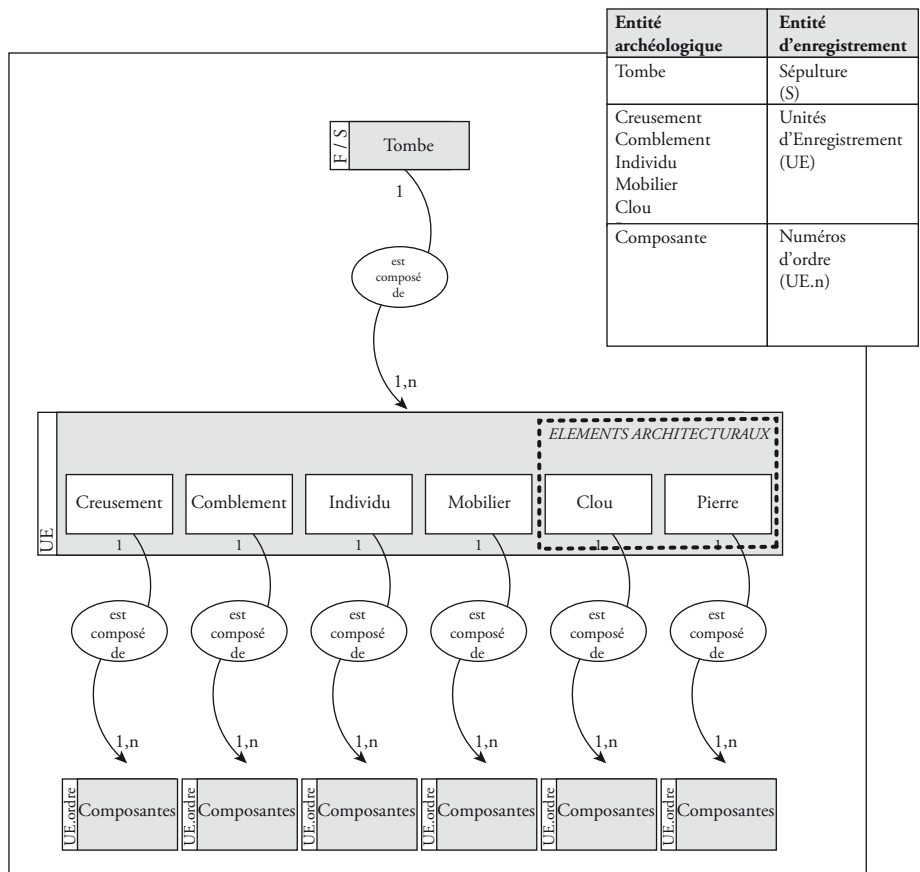 Entité
archéologique
Entité
d'enregistrement
Tombe
Sépulture
(S)
Creusement
Comblement
Individu
Mobilier
Clou
Unités
d'Enregistrement
(UE)
Composante
Numéros
d'ordre
(UE.n)
F / S
Tombe
1
est
composé
de
1,n
UE
ELEMENTS ARCHITECTURAUX
Creusement
Comblement
Individu
Mobilier
Clou
Pierre
1
1
1
1
1
1
est
composé
de
est
composé
de
est
composé
de
est
composé
de
est
composé
de
est
composé
de
1,n
1,n
1,n
1,n
1,n
1,n
UE.ordre
Composantes
UE.ordre
Composantes
UE.ordre
Composantes
UE.ordre
Composantes
UE.ordre
Composantes
UE.ordre
Composantes